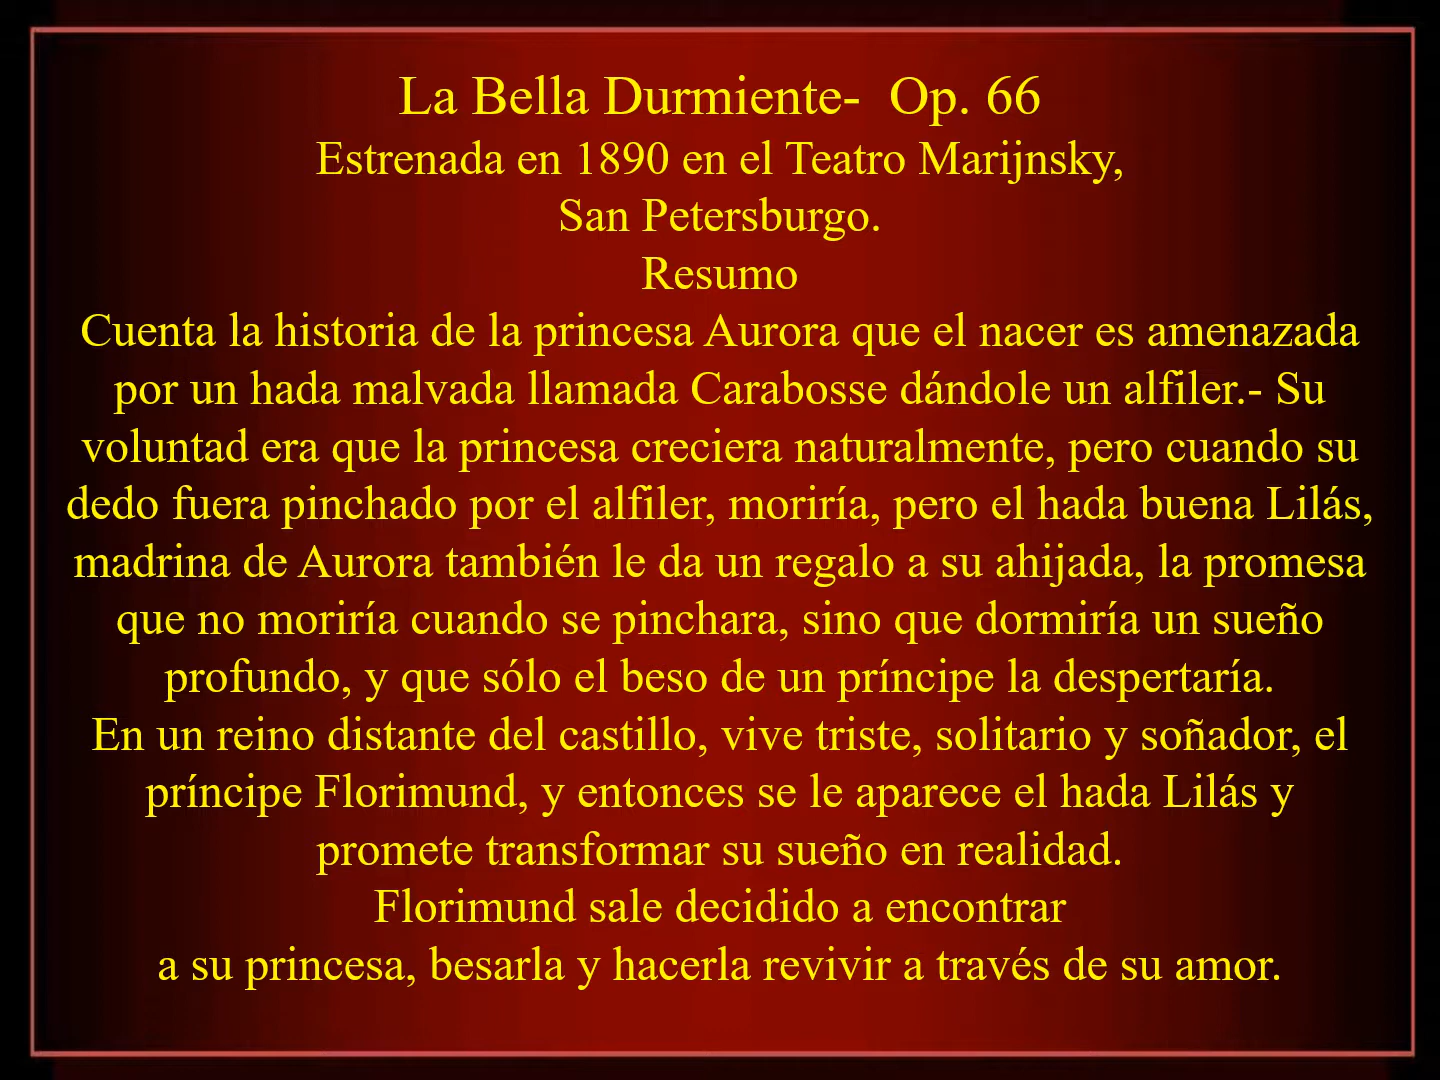 La Bella Durmiente-  Op. 66
Estrenada en 1890 en el Teatro Marijnsky,
San Petersburgo.
Resumo
Cuenta la historia de la princesa Aurora que el nacer es amenazada
por un hada malvada llamada Carabosse dándole un alfiler.- Su
voluntad era que la princesa creciera naturalmente, pero cuando su
dedo fuera pinchado por el alfiler, moriría, pero el hada buena Lilás,
madrina de Aurora también le da un regalo a su ahijada, la promesa
que no moriría cuando se pinchara, sino que dormiría un sueño
profundo, y que sólo el beso de un príncipe la despertaría.
En un reino distante del castillo, vive triste, solitario y soñador, el
príncipe Florimund, y entonces se le aparece el hada Lilás y
promete transformar su sueño en realidad.
Florimund sale decidido a encontrar
a su princesa, besarla y hacerla revivir a través de su amor.